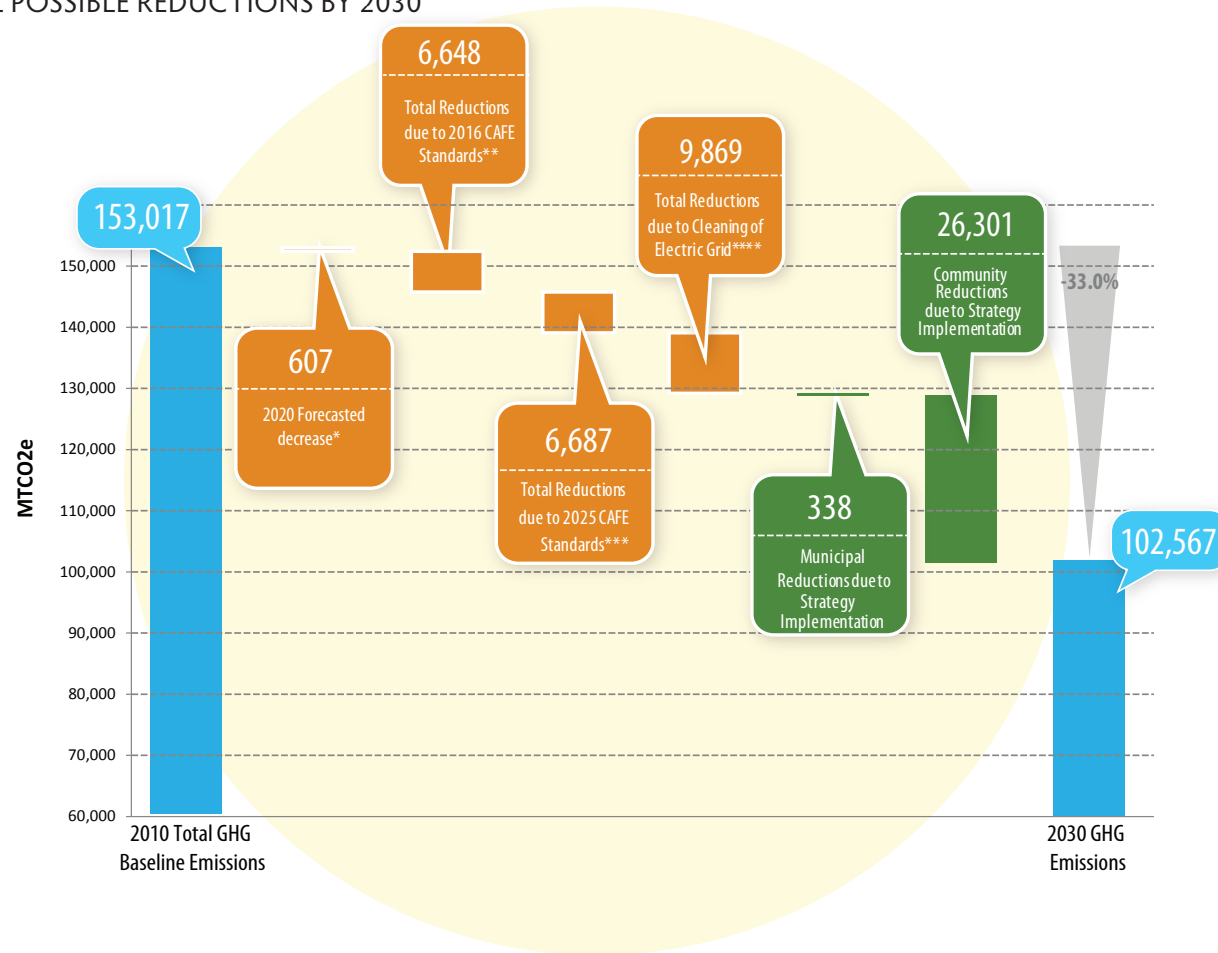 POSSIBLE REDUCTIONS BY 2030
6,648
Total Reductions
due to 2016 CAFE
Standards**
9,869
Total Reductions
due to Cleaning of
Electric Grid****
153,017
26,301
Community
Reductions
due to Strategy
Implementation
-33.0%
150,000
140,000
130,000
120,000
110,000
100,000
90,000
80,000
70,000
60,000
MTCO2e
607
2020 Forecasted
decrease*
6,687
Total Reductions
due to 2025 CAFE
Standards***
338
Municipal
Reductions due to
Strategy
Implementation
102,567
2010 Total GHG
Baseline Emissions
2030 GHG
Emissions